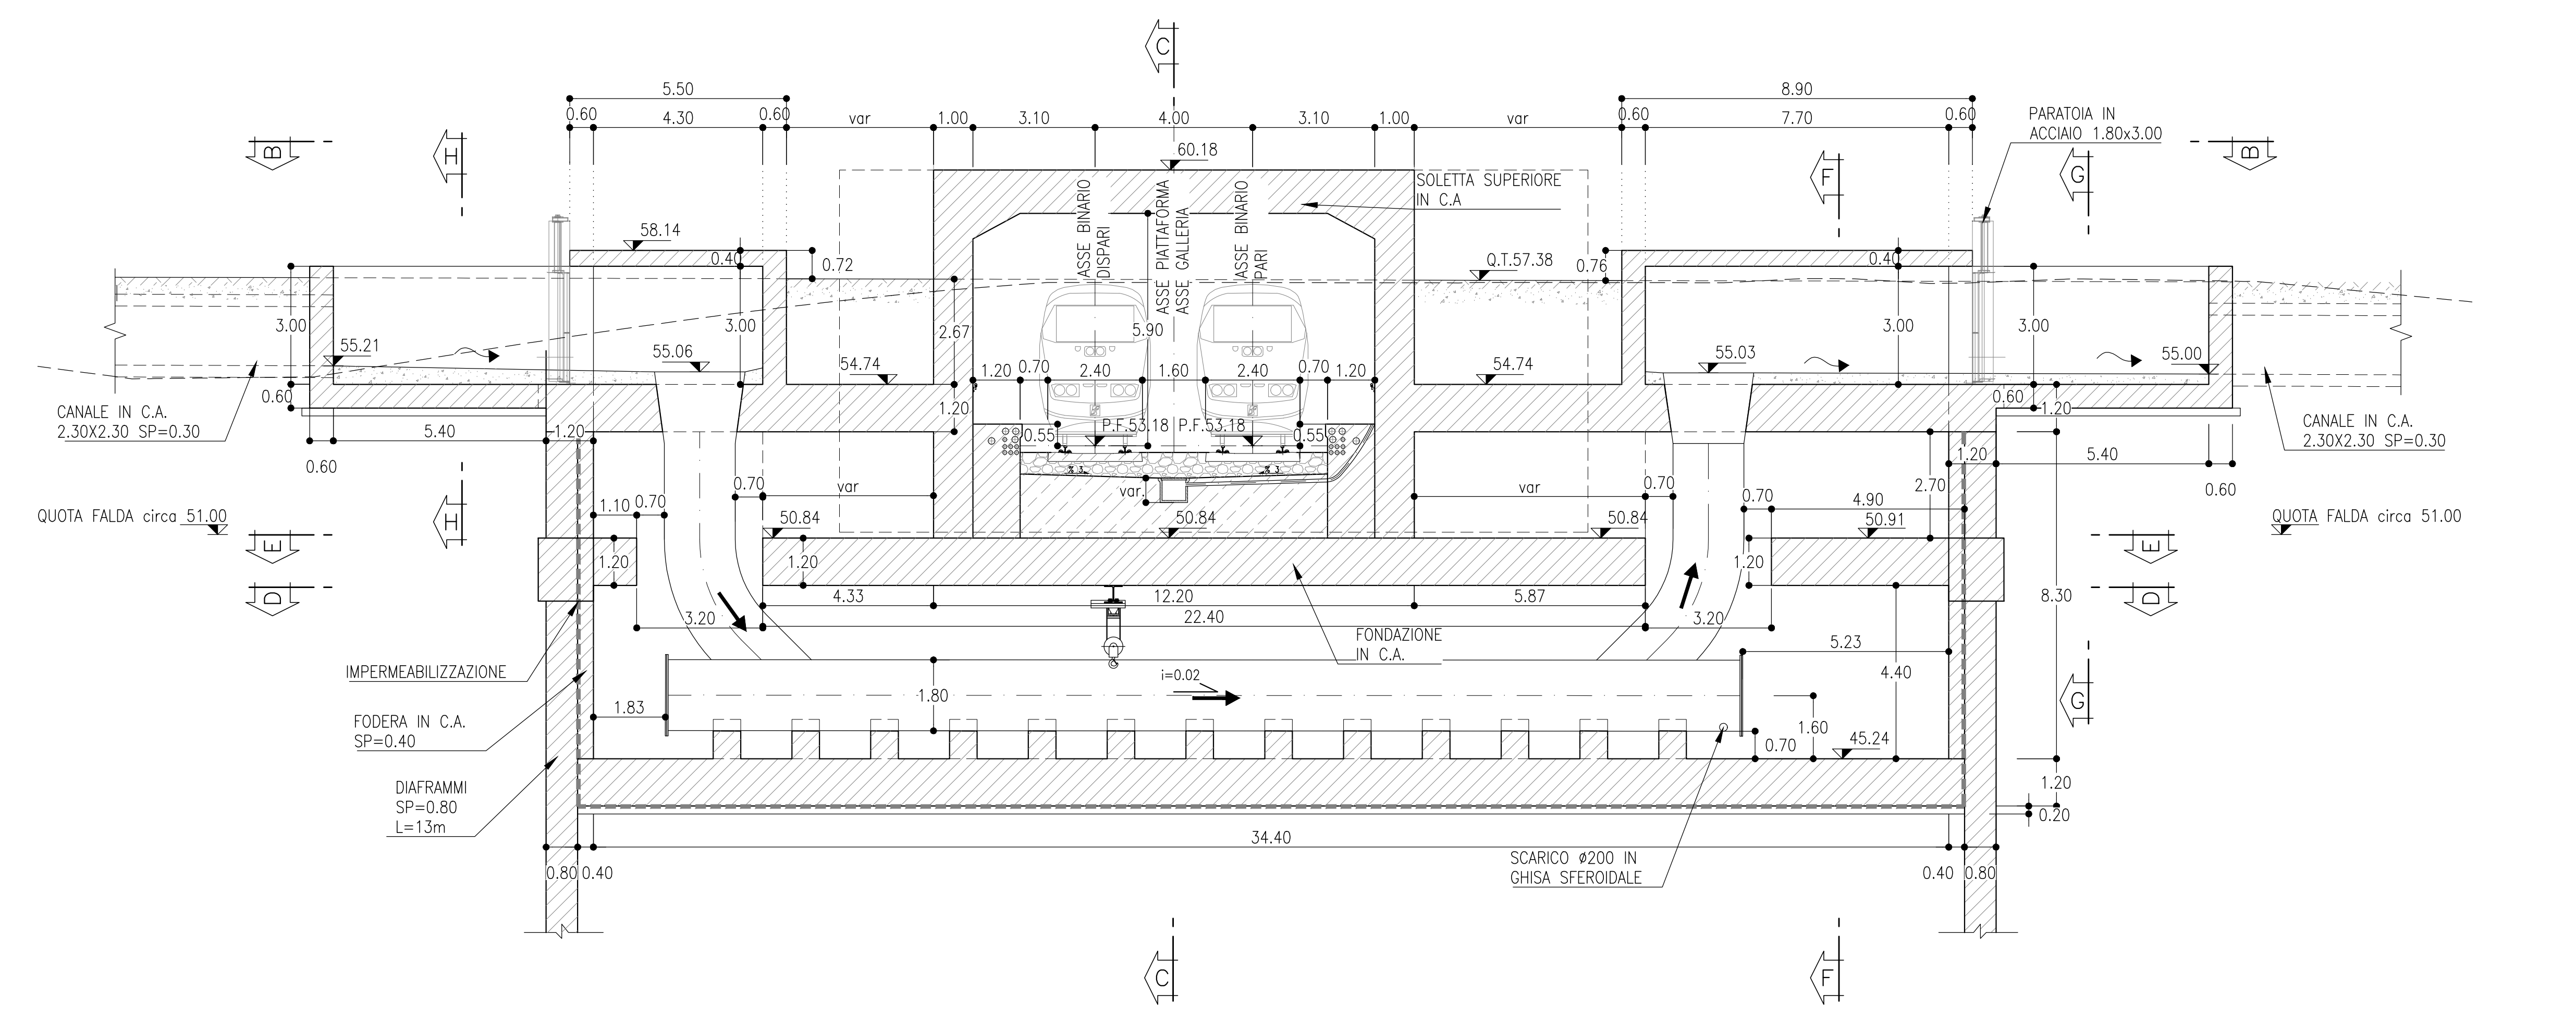 C
5.50
8.90
0.60
4.30
0.60
var
1.00
3.10
4.00
3.10
1.00
var
0.60
7.70
0.60
PARATOIA IN
ACCIAIO 1.80x3.00
B
H
F
G
B
60.18
SOLETTA SUPERIORE
IN C.A
ASSE BINARIO
DISPARI
ASSE PIATTAFORMA
ASSE GALLERIA
ASSE BINARIO
PARI
58.14
0.40
0.72
Q.T.57.38
0.76
0.40
3.00
55.21
55.06
3.00
54.74
2.67
5.90
54.74
55.03
3.00
3.00
55.00
1.20
0.70
2.40
1.60
2.40
0.70
1.20
0.60
1.20
0.60
1.20
CANALE IN C.A.
2.30X2.30 SP=0.30
5.40
1.20
0.60
0.55
P.F.53.18
P.F.53.18
0.55
CANALE IN C.A.
2.30X2.30 SP=0.30
1.20
5.40
0.60
% 3
% 3
var.
0.70
var
var
0.70
0.70
4.90
2.70
1.10
0.70
QUOTA FALDA circa 51.00
H
E
D
50.84
50.84
50.84
50.91
QUOTA FALDA circa 51.00
E
D
1.20
1.20
1.20
4.33
12.20
5.87
22.40
3.20
3.20
8.30
FONDAZIONE
IN C.A.
5.23
4.40
IMPERMEABILIZZAZIONE
i=0.02
1.80
1.83
1.60
0.70
45.24
G
FODERA IN C.A.
SP=0.40
DIAFRAMMI
SP=0.80
L=13m
1.20
0.20
34.40
0.80
0.40
0.40
0.80
SCARICO ø200 IN
GHISA SFEROIDALE
C
F